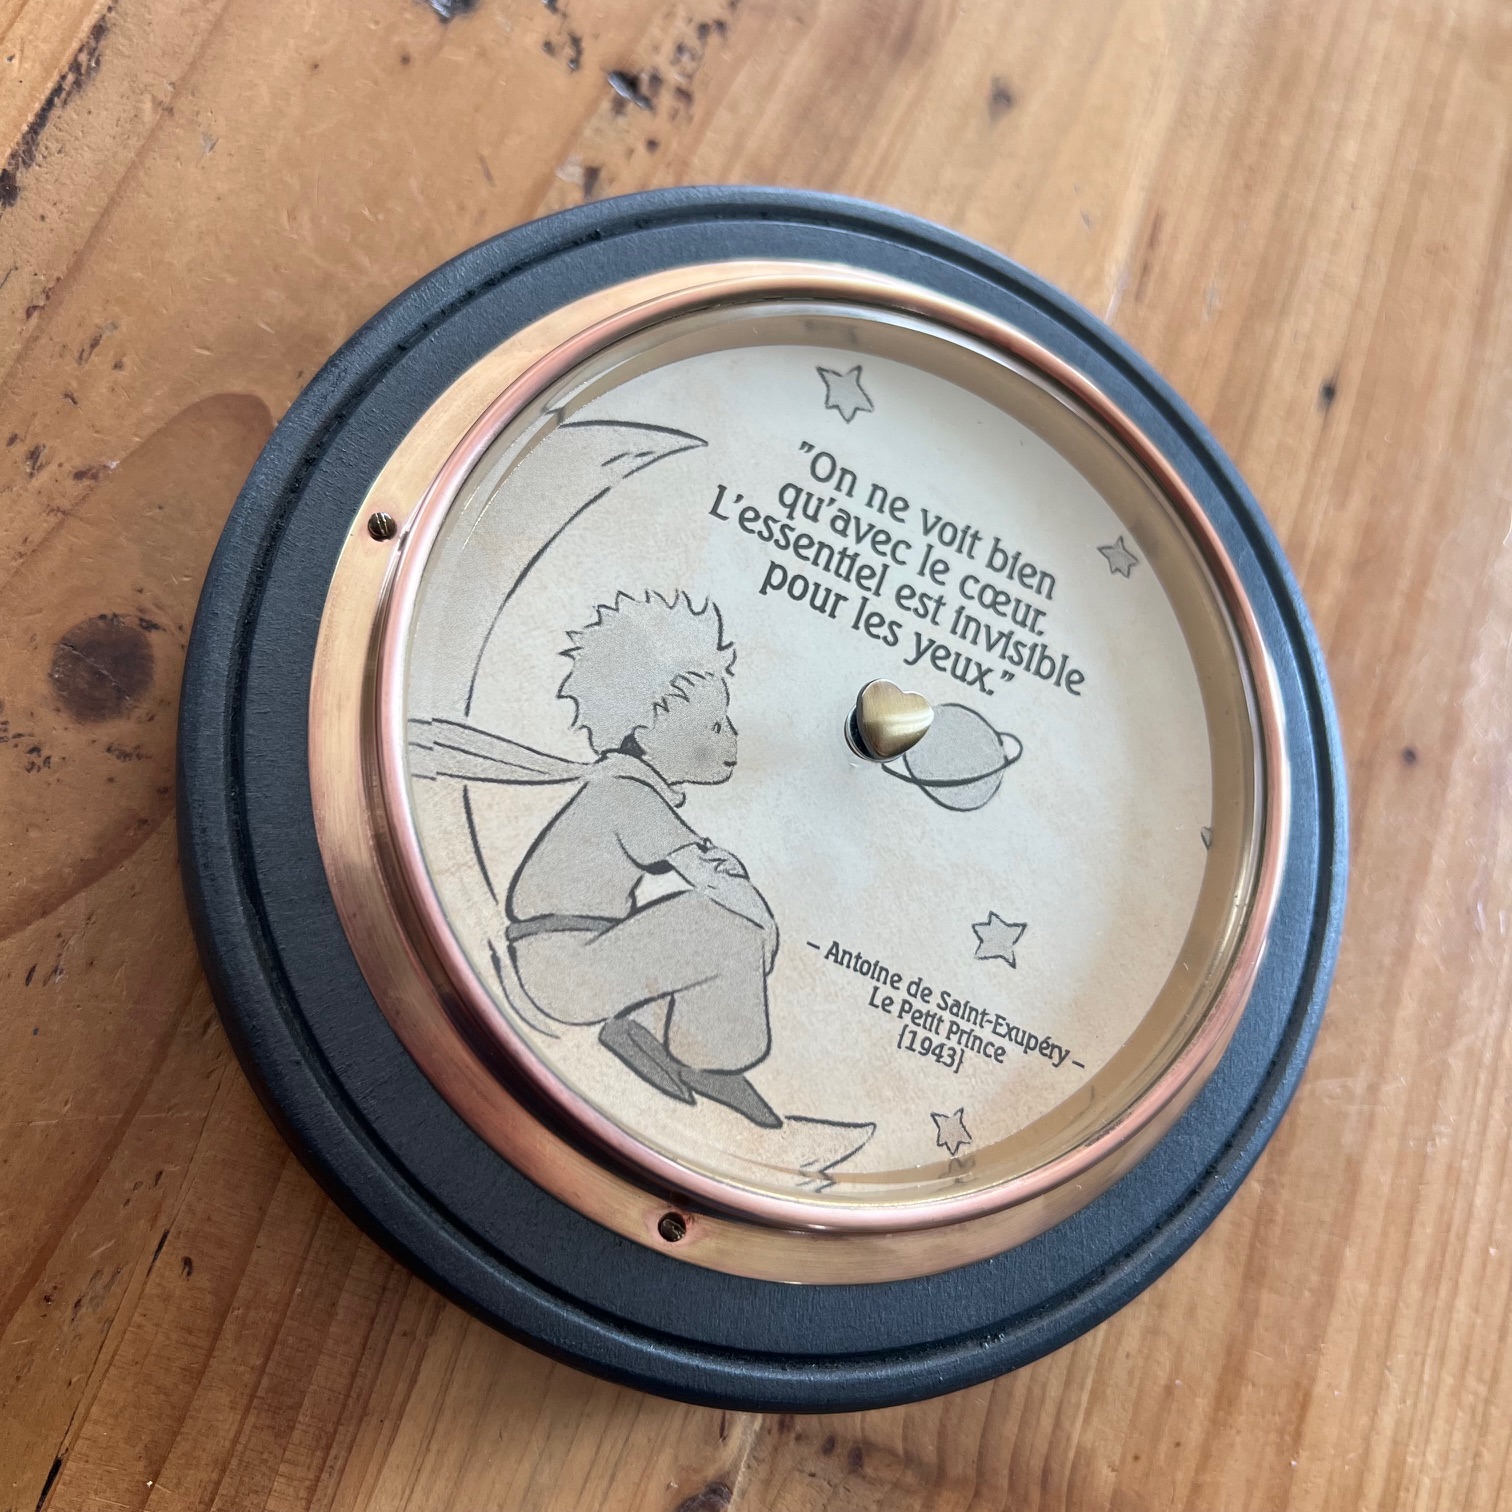 "On ne voit bien
qu'avec le cœur.
L'essentiel est invisible
pour les yeux."
– Antoine de Saint-Exupéry –
Le Petit Prince
{1943}